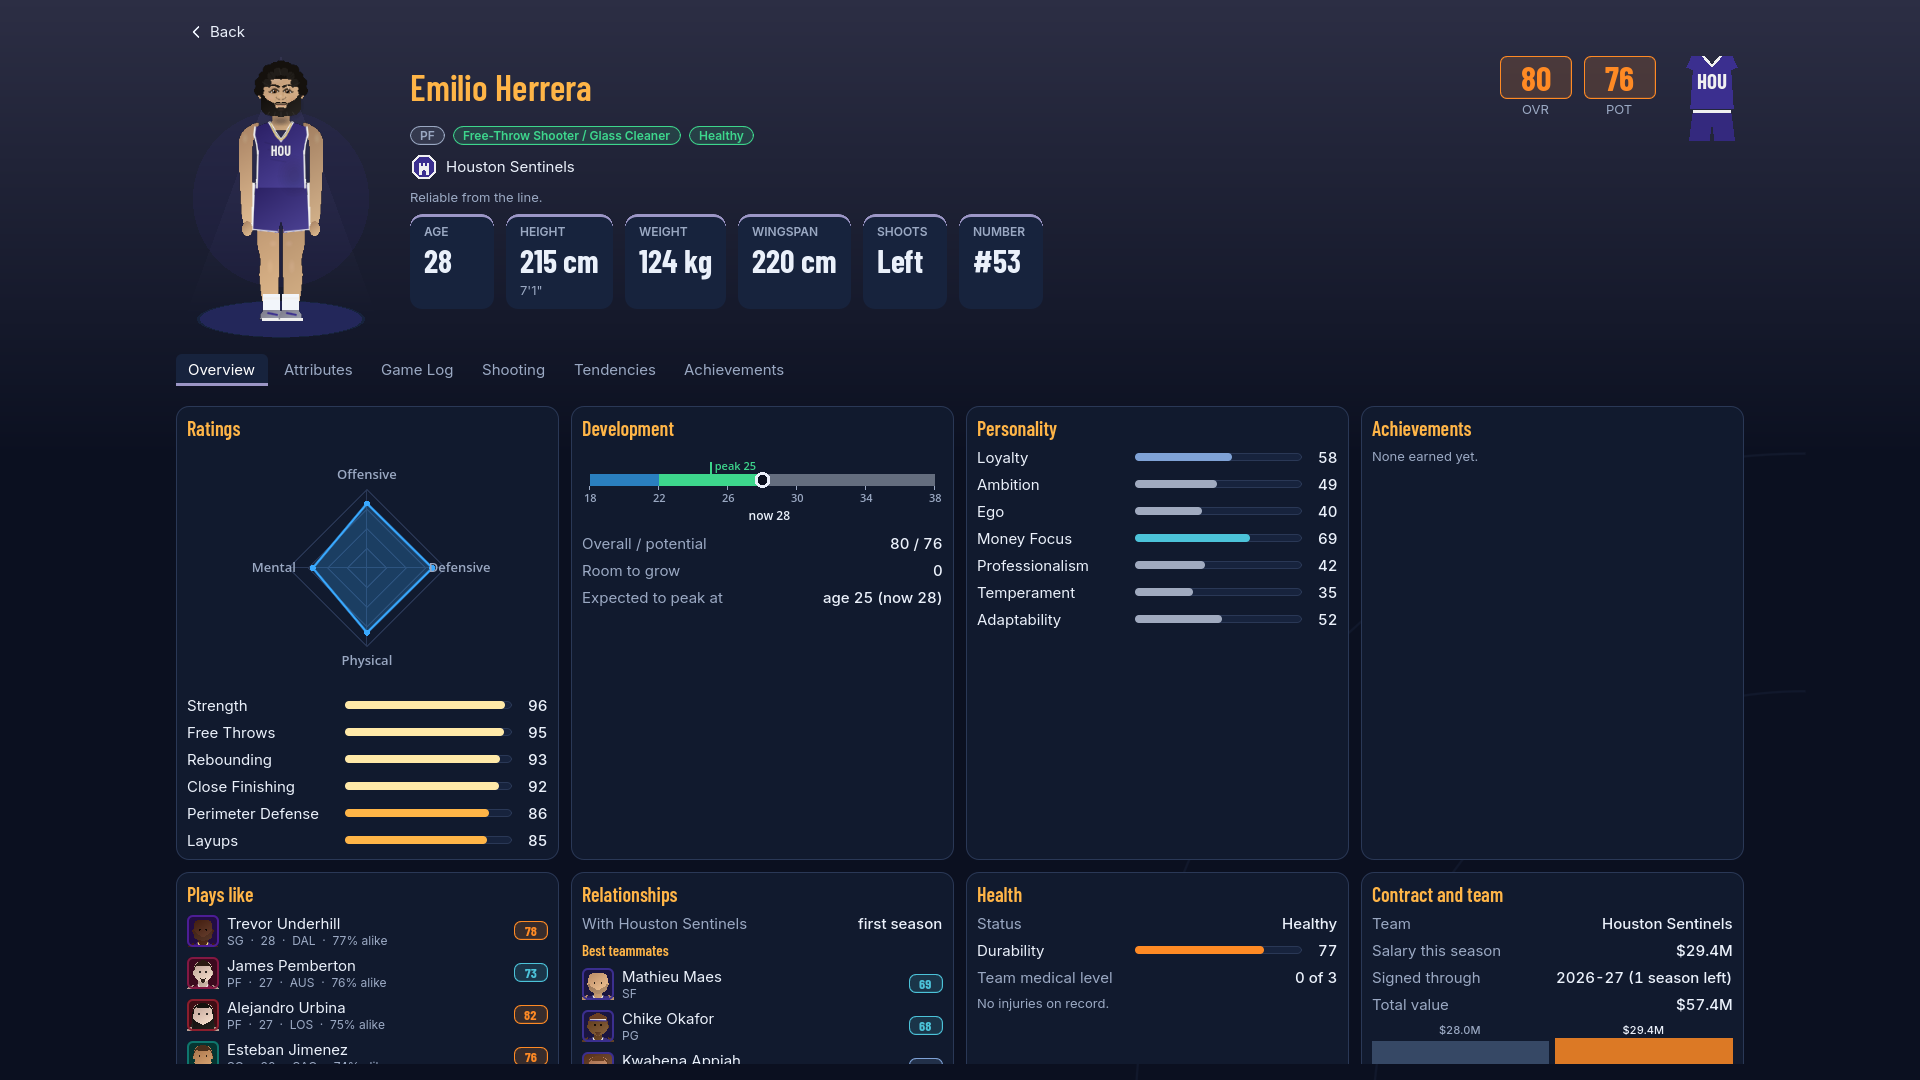 Back
Emilio Herrera
PF
Free-Throw Shooter / Glass Cleaner
Healthy
Houston Sentinels
Reliable from the line.
80
OVR
76
POT
HOU
HOU
AGE
28
HEIGHT
215 cm
7'1"
WEIGHT
124 kg
WINGSPAN
220 cm
SHOOTS
Left
NUMBER
#53
Overview
Attributes
Game Log
Shooting
Tendencies
Achievements
Ratings
Offensive
Mental
Defensive
Physical
Strength 96
Free Throws 95
Rebounding 93
Close Finishing 92
Perimeter Defense 86
Layups 85
Development
peak 25
18 22 26 30 34 38
now 28
Overall / potential 80 / 76
Room to grow 0
Expected to peak at age 25 (now 28)
Personality
Loyalty 58
Ambition 49
Ego 40
Money Focus 69
Professionalism 42
Temperament 35
Adaptability 52
Achievements
None earned yet.
Plays like
Trevor Underhill
SG · 28 · DAL · 77% alike
78
James Pemberton
PF · 27 · AUS · 76% alike
73
Alejandro Urbina
PF · 27 · LOS · 75% alike
82
Esteban Jimenez
76
Relationships
With Houston Sentinels first season
Best teammates
Mathieu Maes
SF
69
Chike Okafor
PG
68
Kwabena Appiah
Health
Status Healthy
Durability 77
Team medical level 0 of 3
No injuries on record.
Contract and team
Team Houston Sentinels
Salary this season $29.4M
Signed through 2026-27 (1 season left)
Total value $57.4M
$28.0M $29.4M